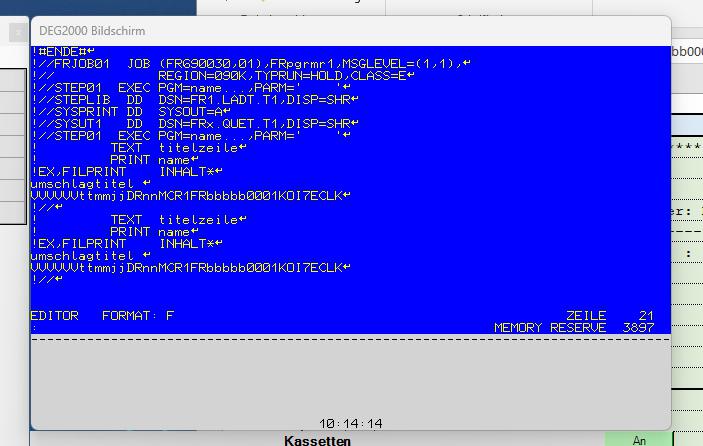 DEG2000 Bildschirm
!#ENDE#↵
!//FRJOB01  JOB (FR690030,01),FRpgrmr1,MSGLEVEL=(1,1),↵
!//             REGION=090K,TYPRUN=HOLD,CLASS=E↵
!//STEP01  EXEC PGM=name...,PARM='     '↵
!//STEPLIB  DD  DSN=FR1.LADT.T1,DISP=SHR↵
!//SYSPRINT DD  SYSOUT=A↵
!//SYSUT1   DD  DSN=FRx.QUET.T1,DISP=SHR↵
!//STEP01  EXEC PGM=name...,PARM='     '↵
!         TEXT  titelzeile↵
!         PRINT name↵
!EX,FILPRINT    INHALT*↵
umschlagtitel ↵
VVVVVVttmmjjDRnnMCR1FRbbbbb0001KOI7ECLK↵
!//↵
!         TEXT  titelzeile↵
!         PRINT name↵
!EX,FILPRINT    INHALT*↵
umschlagtitel ↵
VVVVVVttmmjjDRnnMCR1FRbbbbb0001KOI7ECLK↵
!//↵
EDITOR   FORMAT: F                    ZEILE    21
:                    MEMORY RESERVE  3897
10:14:14
Kassetten
An
bb00
****
er:
: